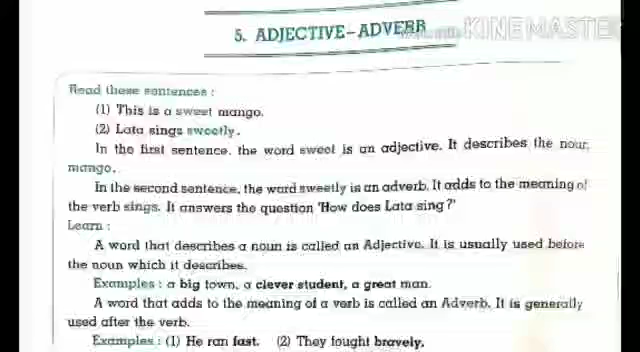 5. ADJECTIVE – ADVERB
KINEMASTER
Read these sentences :
(1) This is a sweet mango.
(2) Lata sings sweetly.
In the first sentence, the word sweet is an adjective. It describes the noun,
mango.
In the second sentence, the word sweetly is an adverb. It adds to the meaning of
the verb sings. It answers the question 'How does Lata sing ?'
Learn :
A word that describes a noun is called an Adjective. It is usually used before
the noun which it describes.
Examples : a big town, a clever student, a great man.
A word that adds to the meaning of a verb is called an Adverb. It is generally
used after the verb.
Examples : (1) He ran fast. (2) They fought bravely.